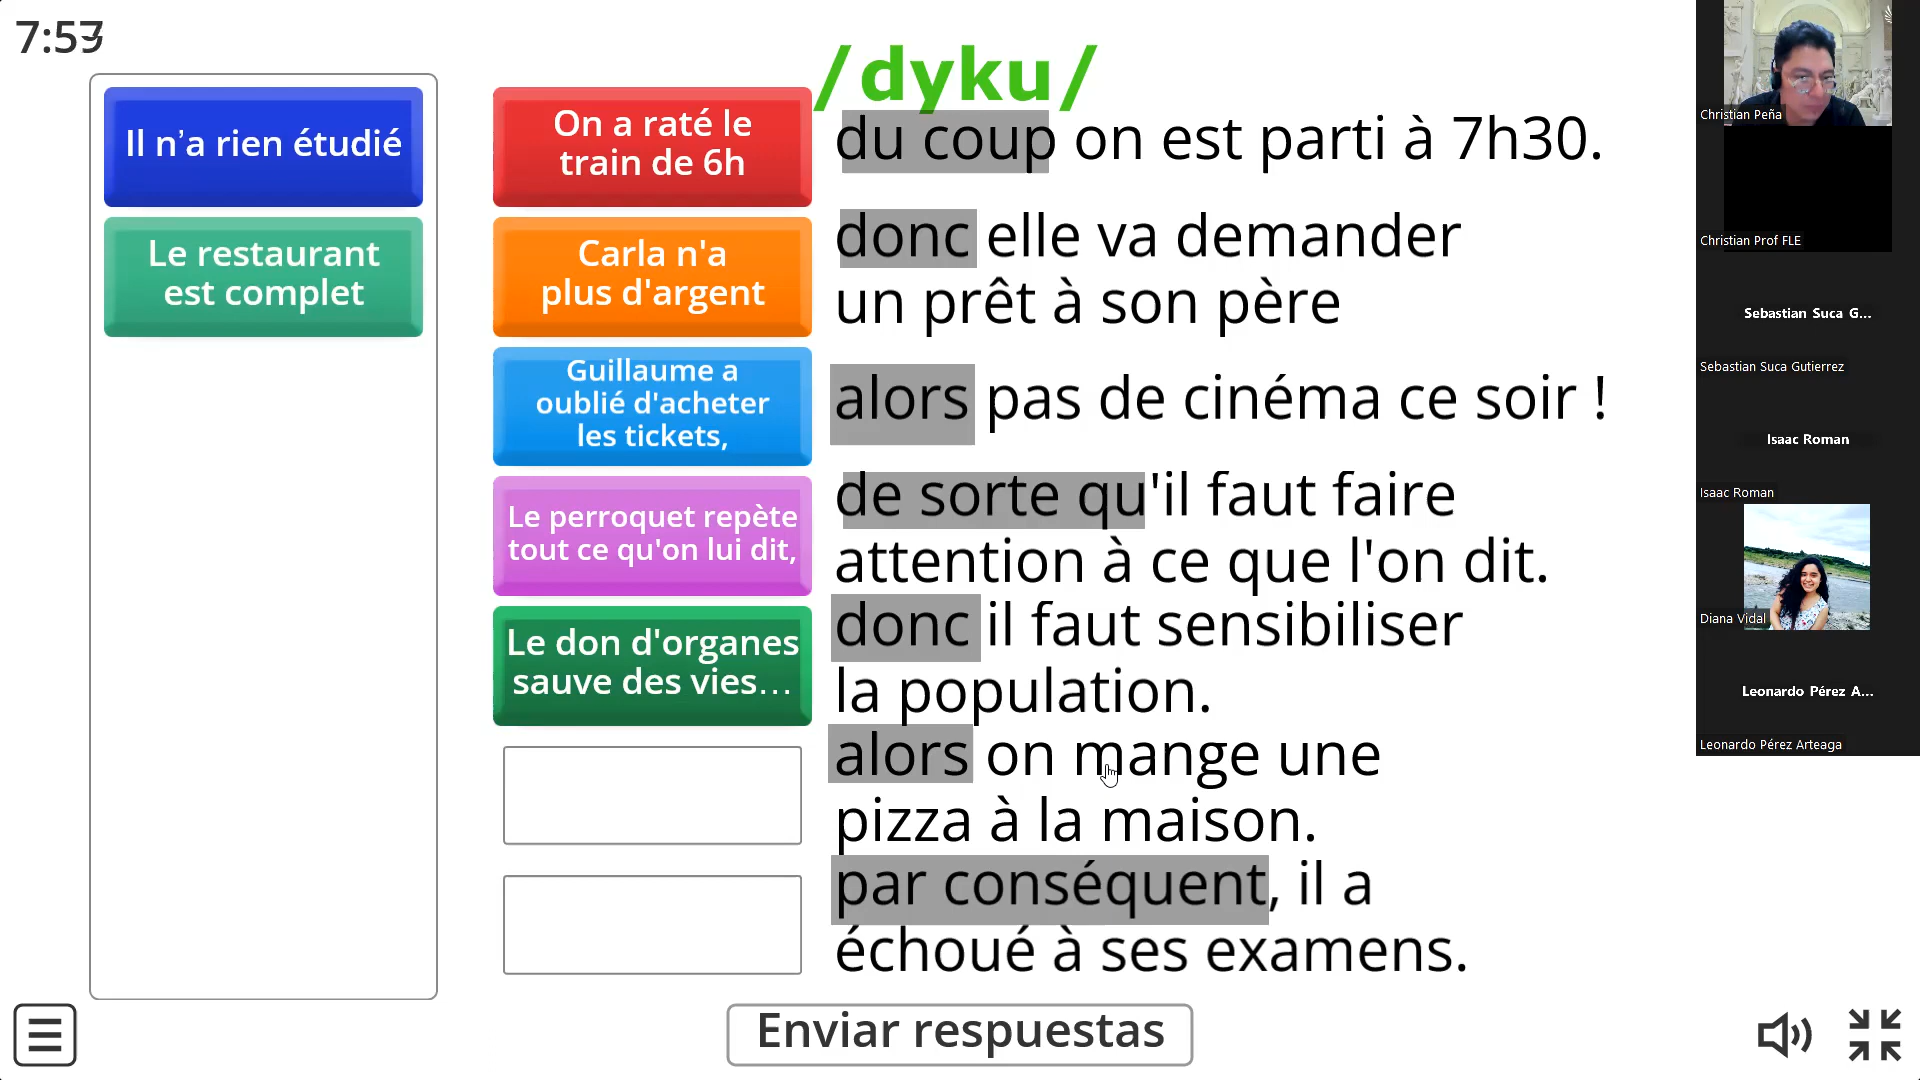 7:53
/dyku/
Il n’a rien étudié
Le restaurant
est complet
On a raté le
train de 6h
du coup on est parti à 7h30.
Carla n'a
plus d'argent
donc elle va demander
un prêt à son père
Guillaume a
oublié d'acheter
les tickets,
alors pas de cinéma ce soir !
Le perroquet repète
tout ce qu'on lui dit,
de sorte qu'il faut faire
attention à ce que l'on dit.
Le don d'organes
sauve des vies...
donc il faut sensibiliser
la population.
alors on mange une
pizza à la maison.
par conséquent, il a
échoué à ses examens.
Enviar respuestas
Christian Peña
Christian Prof FLE
Sebastian Suca G...
Sebastian Suca Gutierrez
Isaac Roman
Isaac Roman
Diana Vidal
Leonardo Pérez A...
Leonardo Pérez Arteaga